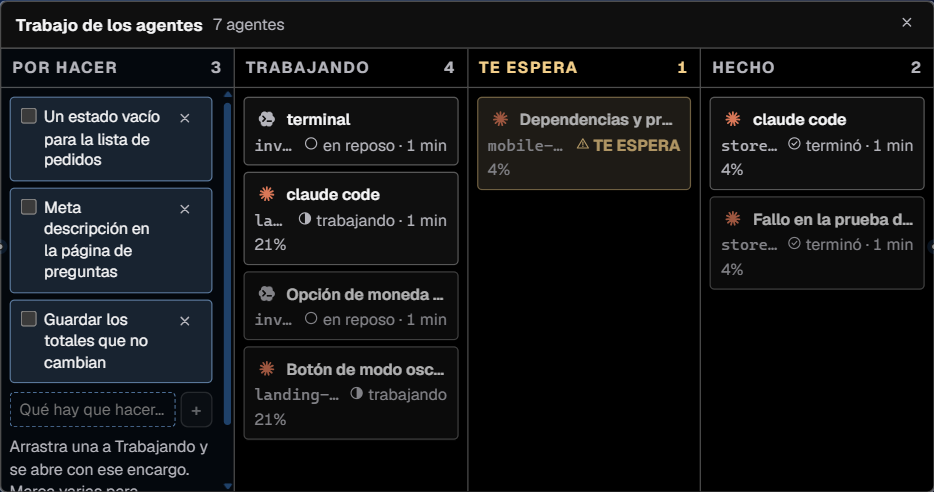 Trabajo de los agentes 7 agentes
POR HACER 3
Un estado vacío
para la lista de
pedidos
Meta
descripción en
la página de
preguntas
Guardar los
totales que no
cambian
Qué hay que hacer...
+
Arrastra una a Trabajando y
se abre con ese encargo.
TRABAJANDO 4
terminal
inv… en reposo · 1 min
claude code
la… trabajando · 1 min
21%
Opción de moneda …
inv… en reposo · 1 min
Botón de modo osc…
landing-… trabajando
21%
TE ESPERA 1
Dependencias y pr…
mobile-… ⚠ TE ESPERA
4%
HECHO 2
claude code
store… terminó · 1 min
4%
Fallo en la prueba d…
store… terminó · 1 min
4%